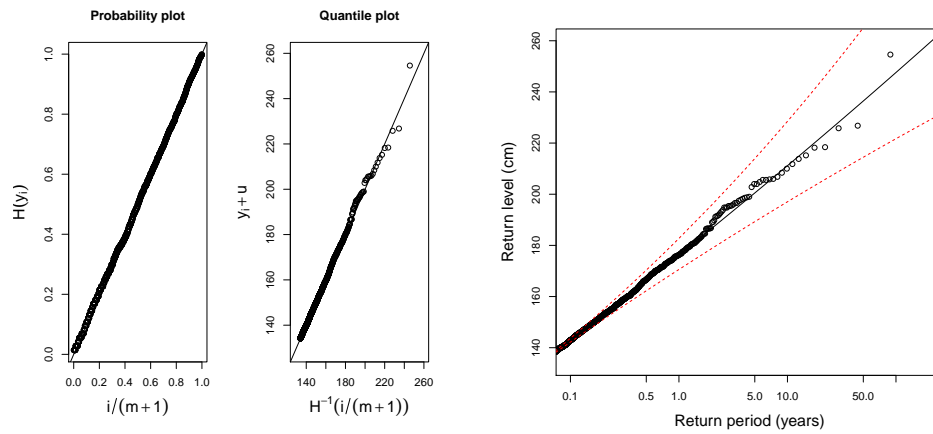 Probability plot
H(y_i)
0.0 0.2 0.4 0.6 0.8 1.0
0.0 0.2 0.4 0.6 0.8 1.0
i/(m+1)
Quantile plot
y_i+u
140 160 180 200 220 240 260
140 180 220 260
H^{-1}(i/(m+1))
Return level (cm)
140 160 180 200 220 240 260
0.1 0.5 1.0 5.0 10.0 50.0
Return period (years)